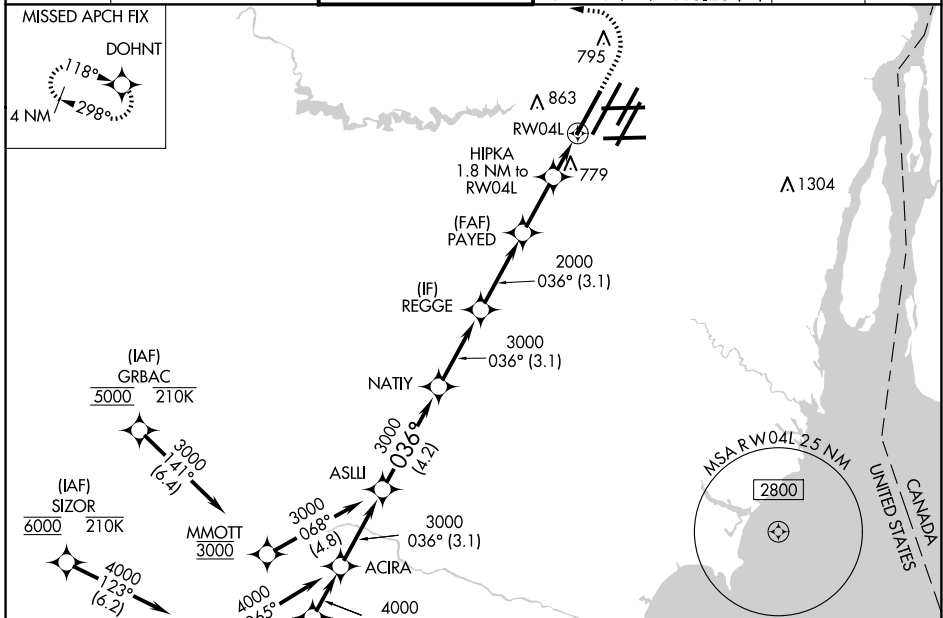 MISSED APCH FIX
DOHNT
118°
298°
4 NM
795
863
RW04L
HIPKA
1.8 NM to
RW04L
779
1304
(FAF)
PAYED
2000
036° (3.1)
(IF)
REGGE
3000
036° (3.1)
NATIY
(IAF)
GRBAC
5000 210K
3000
141°
(6.4)
3000
036°
(4.2)
ASLLI
MSA RW04L 25 NM
2800
CANADA
UNITED STATES
(IAF)
SIZOR
6000 210K
MMOTT
3000
3000
068°
(4.8)
3000
036° (3.1)
ACIRA
4000
123°
(6.2)
4000
065°
4000